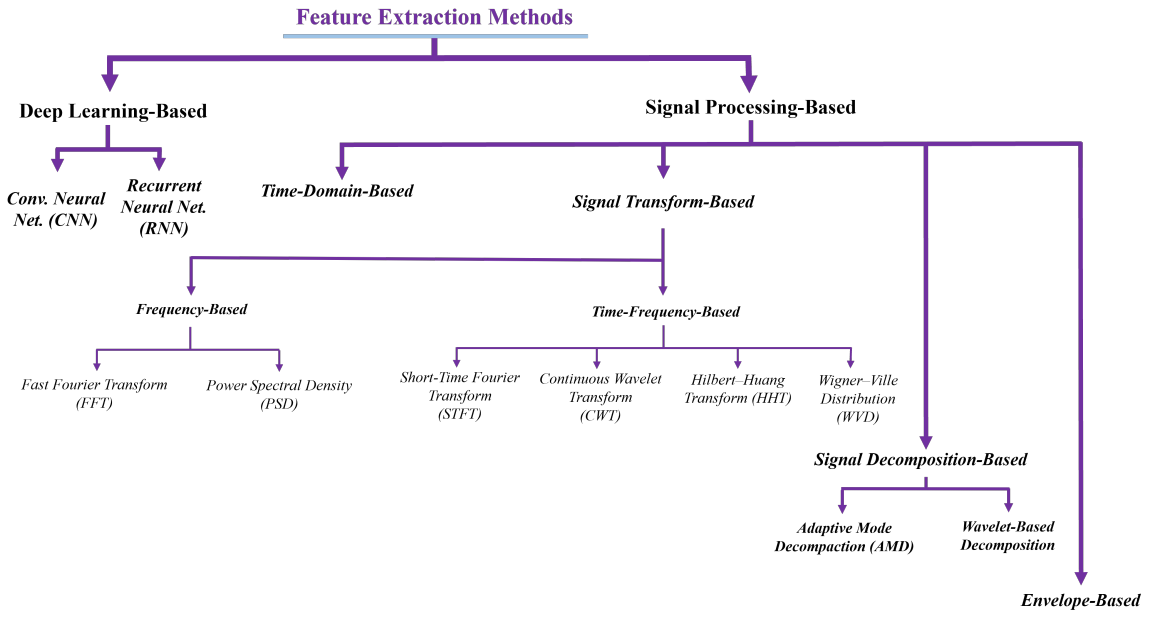 Feature Extraction Methods
Deep Learning-Based
Signal Processing-Based
Conv. Neural
Net. (CNN)
Recurrent
Neural Net.
(RNN)
Time-Domain-Based
Signal Transform-Based
Frequency-Based
Time-Frequency-Based
Fast Fourier Transform
(FFT)
Power Spectral Density
(PSD)
Short-Time Fourier
Transform
(STFT)
Continuous Wavelet
Transform
(CWT)
Hilbert–Huang
Transform (HHT)
Wigner–Ville
Distribution
(WVD)
Signal Decomposition-Based
Adaptive Mode
Decompaction (AMD)
Wavelet-Based
Decomposition
Envelope-Based